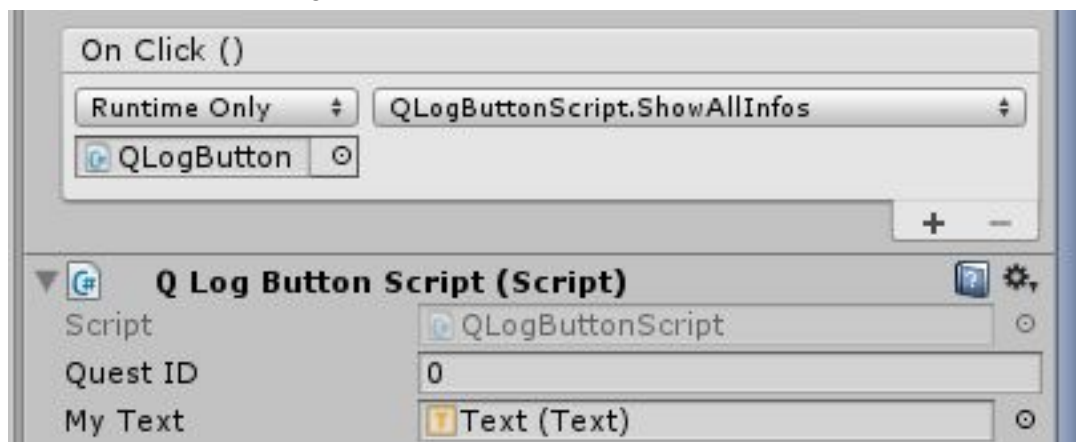 On Click ()
Runtime Only QLogButtonScript.ShowAllInfos
QLogButton
+ −
Q Log Button Script (Script)
Script QLogButtonScript
Quest ID 0
My Text Text (Text)